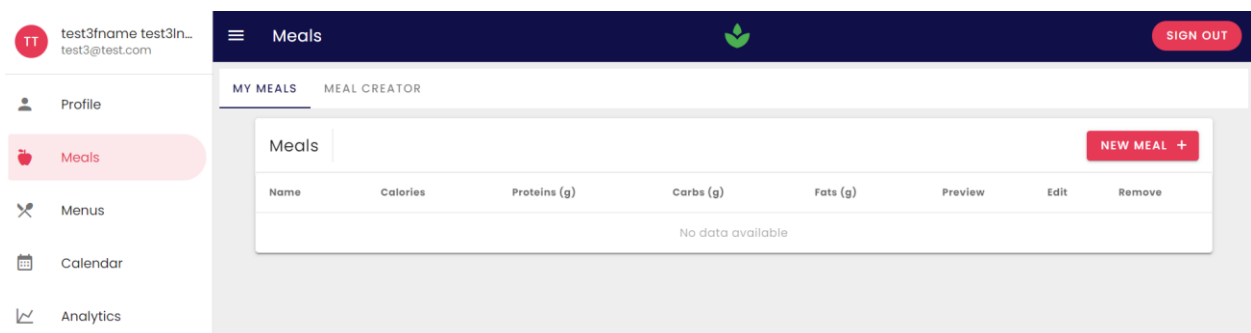 TT
test3fname test3ln...
test3@test.com
Profile
Meals
Menus
Calendar
Analytics
Meals
SIGN OUT
MY MEALS MEAL CREATOR
Meals
NEW MEAL +
Name Calories Proteins (g) Carbs (g) Fats (g) Preview Edit Remove
No data available